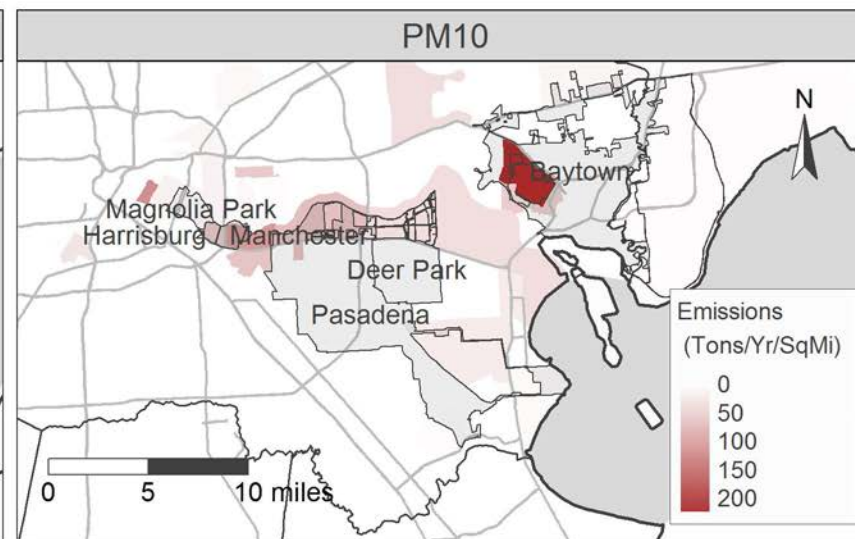 PM10
N
Baytown
Magnolia Park
Harrisburg
Manchester
Deer Park
Pasadena
Emissions
(Tons/Yr/SqMi)
0
50
100
150
200
0 5 10 miles